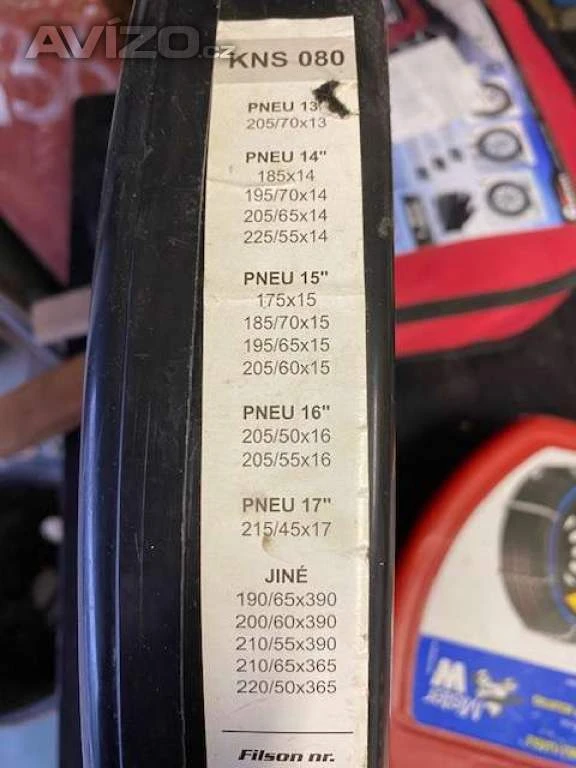 AVÍZO.cz
KNS 080
PNEU 13"
205/70x13
PNEU 14"
185x14
195/70x14
205/65x14
225/55x14
PNEU 15"
175x15
185/70x15
195/65x15
205/60x15
PNEU 16"
205/50x16
205/55x16
PNEU 17"
215/45x17
JINÉ
190/65x390
200/60x390
210/55x390
210/65x365
220/50x365
Filson nr.
Motor
W